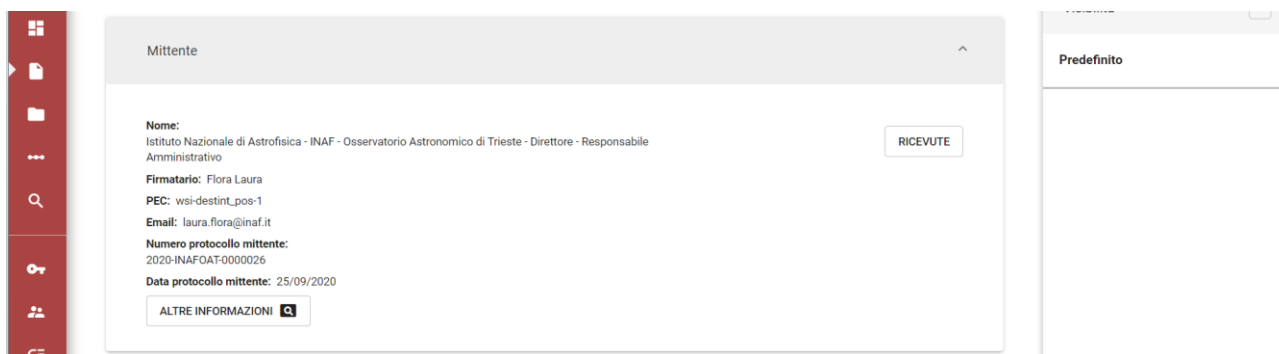 Mittente
Nome:
Istituto Nazionale di Astrofisica - INAF - Osservatorio Astronomico di Trieste - Direttore - Responsabile
Amministrativo
RICEVUTE
Firmatario: Flora Laura
PEC: wsi-destint_pos-1
Email: laura.flora@inaf.it
Numero protocollo mittente:
2020-INAFOAT-0000026
Data protocollo mittente: 25/09/2020
ALTRE INFORMAZIONI
Predefinito